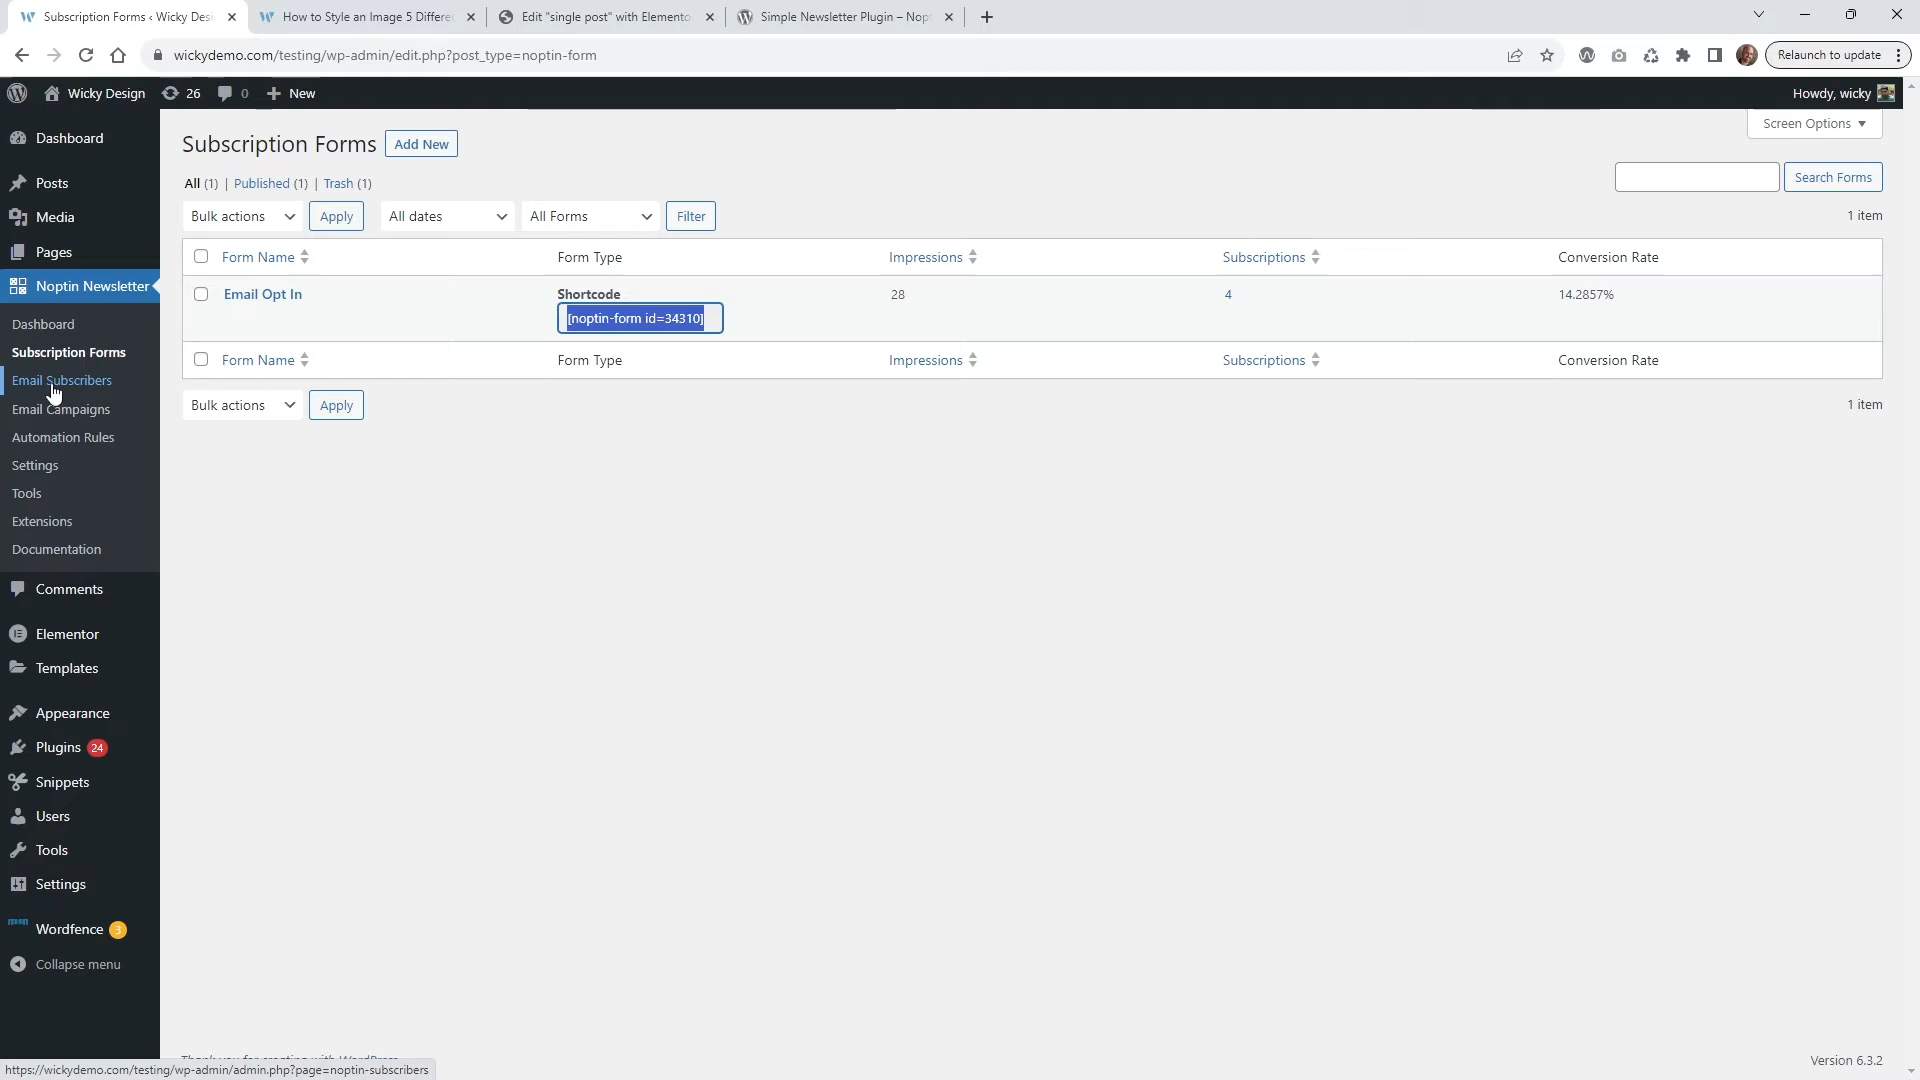 Subscription Forms ‹ Wicky Desi
How to Style an Image 5 Differe
Edit "single post" with Elemento
Simple Newsletter Plugin – Nop
wickydemo.com/testing/wp-admin/edit.php?post_type=noptin-form
Relaunch to update
Wicky Design
26
0
New
Howdy, wicky
Dashboard
Posts
Media
Pages
Noptin Newsletter
Dashboard
Subscription Forms
Email Subscribers
Email Campaigns
Automation Rules
Settings
Tools
Extensions
Documentation
Comments
Elementor
Templates
Appearance
Plugins 24
Snippets
Users
Tools
Settings
Wordfence 3
Collapse menu
Screen Options
Subscription Forms Add New
All (1) | Published (1) | Trash (1)
Search Forms
Bulk actions Apply All dates All Forms Filter 1 item
Form Name Form Type Impressions Subscriptions Conversion Rate
Email Opt In Shortcode 28 4 14.2857%
[noptin-form id=34310]
Form Name Form Type Impressions Subscriptions Conversion Rate
Bulk actions Apply 1 item
Version 6.3.2
https://wickydemo.com/testing/wp-admin/admin.php?page=noptin-subscribers